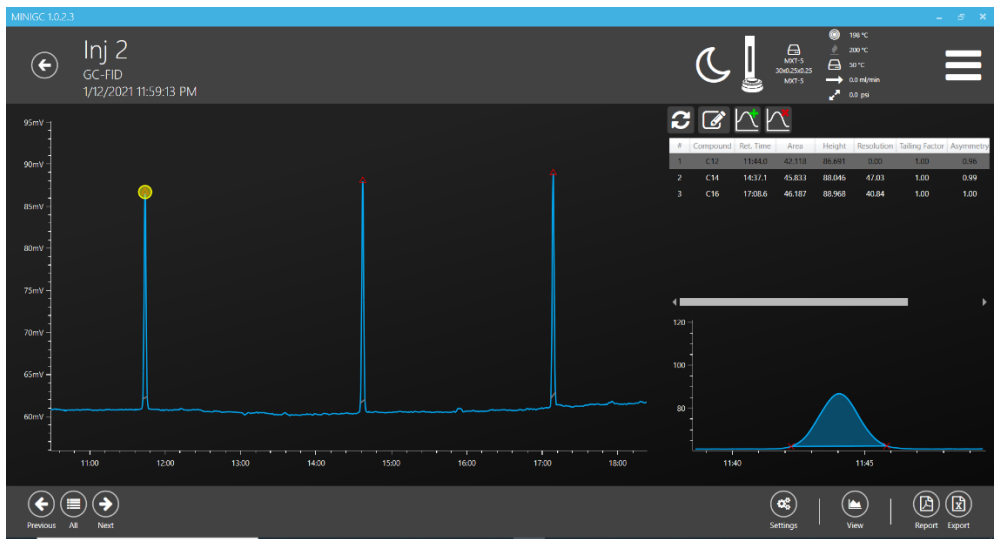 MINIGC 1.0.2.3
Inj 2
GC-FID
1/12/2021 11:59:13 PM
MXT-5
30x0.25x0.25
MXT-5
198 °C
200 °C
50 °C
0.0 ml/min
0.0 psi
95mV
90mV
85mV
80mV
75mV
70mV
65mV
60mV
11:00 12:00 13:00 14:00 15:00 16:00 17:00 18:00
# Compound Ret. Time Area Height Resolution Tailing Factor Asymmetry
1 C12 11:44.0 42.118 86.691 0.00 1.00 0.96
2 C14 14:37.1 45.833 88.046 47.03 1.00 0.99
3 C16 17:08.6 46.187 88.968 40.84 1.00 1.00
120
100
80
11:40 11:45
Previous All Next
Settings View Report Export